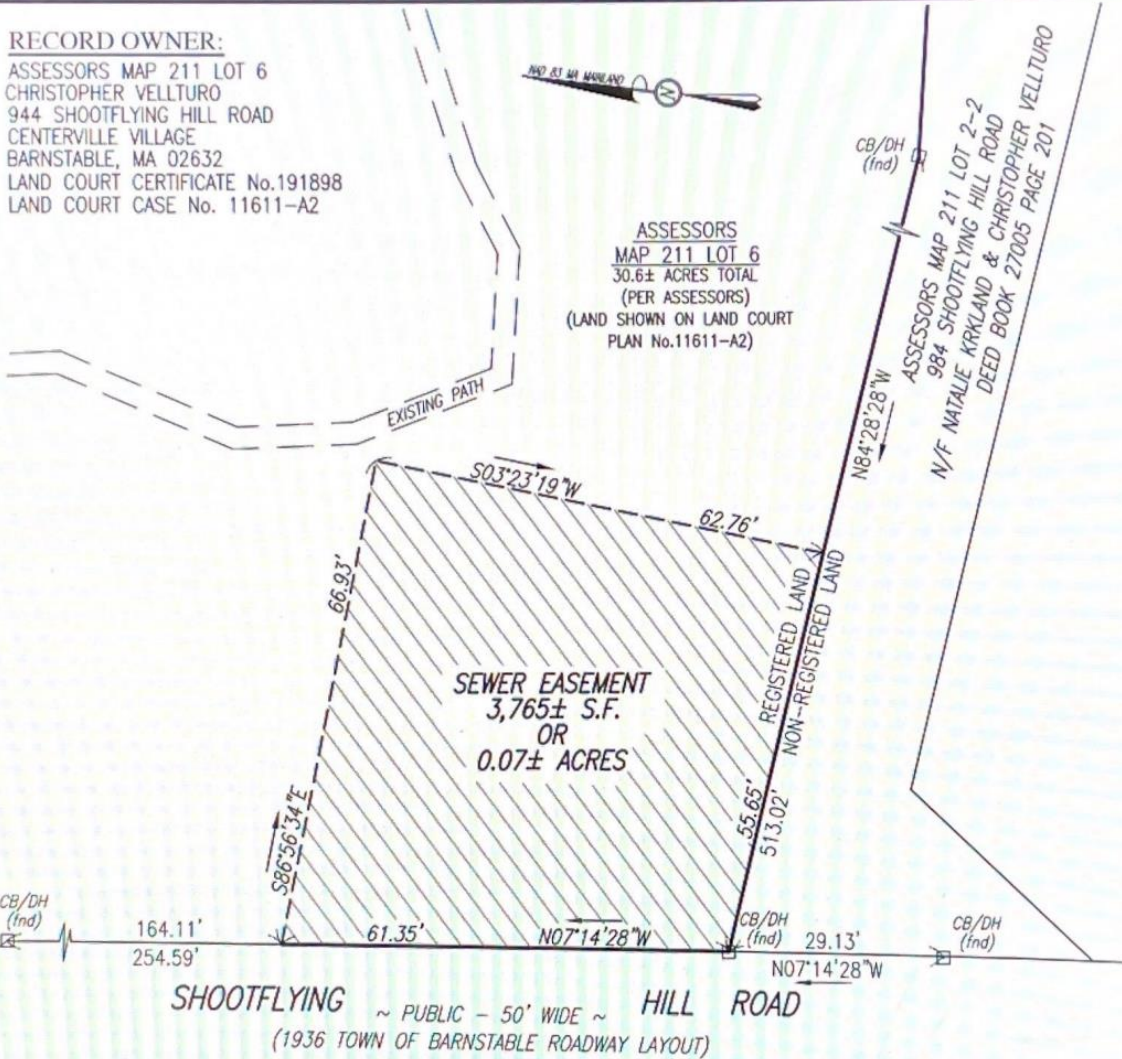 RECORD OWNER:
ASSESSORS MAP 211 LOT 6
CHRISTOPHER VELLTURO
944 SHOOTFLYING HILL ROAD
CENTERVILLE VILLAGE
BARNSTABLE, MA 02632
LAND COURT CERTIFICATE No.191898
LAND COURT CASE No. 11611-A2
NAD 83 MA MAINLAND
N
CB/DH
(fnd)
ASSESSORS MAP 211 LOT 2-2
984 SHOOTFLYING HILL ROAD
N/F NATALIE KRKLAND & CHRISTOPHER VELLTURO
DEED BOOK 27005 PAGE 201
ASSESSORS
MAP 211 LOT 6
30.6± ACRES TOTAL
(PER ASSESSORS)
(LAND SHOWN ON LAND COURT
PLAN No.11611-A2)
EXISTING PATH
N84°28'28"W
S03°23'19"W
62.76'
66.93'
REGISTERED LAND
NON-REGISTERED LAND
SEWER EASEMENT
3,765± S.F.
OR
0.07± ACRES
55.65'
513.02'
S86°56'34"E
CB/DH
(fnd)
164.11'
254.59'
61.35'
N07°14'28"W
CB/DH
(fnd)
29.13'
N07°14'28"W
CB/DH
(fnd)
SHOOTFLYING HILL ROAD
~ PUBLIC - 50' WIDE ~
(1936 TOWN OF BARNSTABLE ROADWAY LAYOUT)